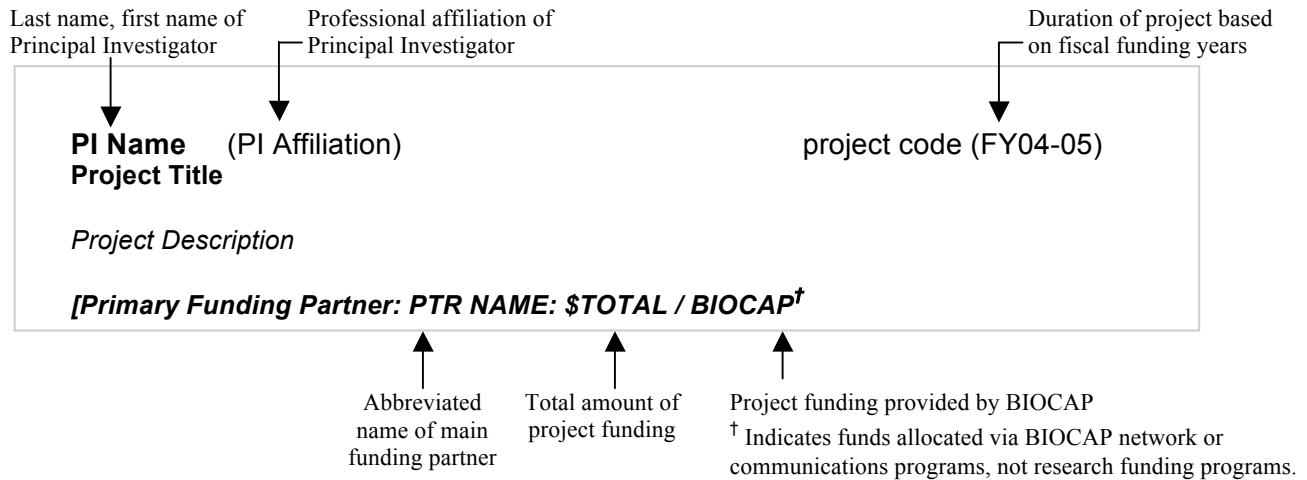 Last name, first name of
Principal Investigator
Professional affiliation of
Principal Investigator
Duration of project based
on fiscal funding years
PI Name (PI Affiliation) project code (FY04-05)
Project Title
Project Description
[Primary Funding Partner: PTR NAME: $TOTAL / BIOCAP†
Abbreviated
name of main
funding partner
Total amount of
project funding
Project funding provided by BIOCAP
† Indicates funds allocated via BIOCAP network or
communications programs, not research funding programs.